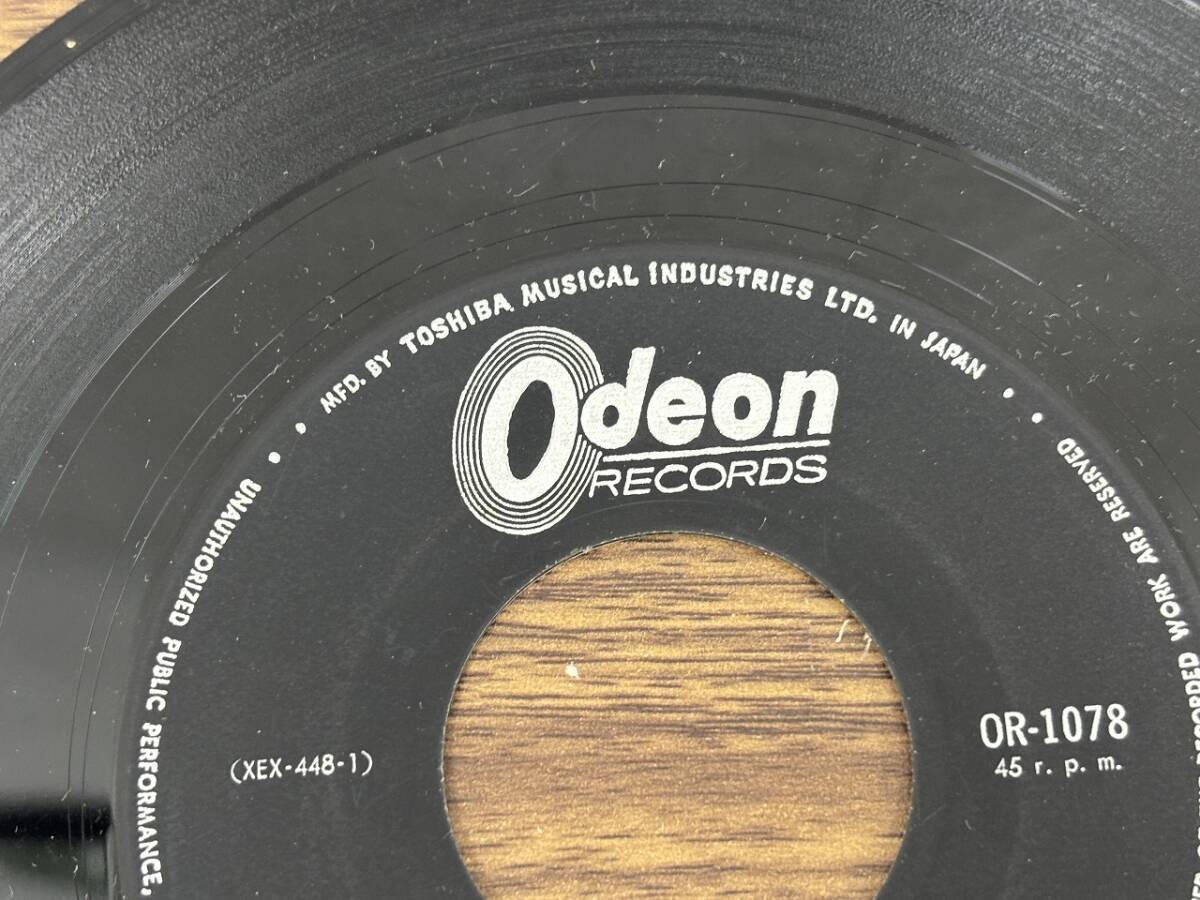 MFD. BY TOSHIBA MUSICAL INDUSTRIES LTD. IN JAPAN
Odeon
RECORDS
UNAUTHORIZED PUBLIC PERFORMANCE,
RECORDED WORK ARE RESERVED
(XEX-448-1)
OR-1078
45 r. p. m.